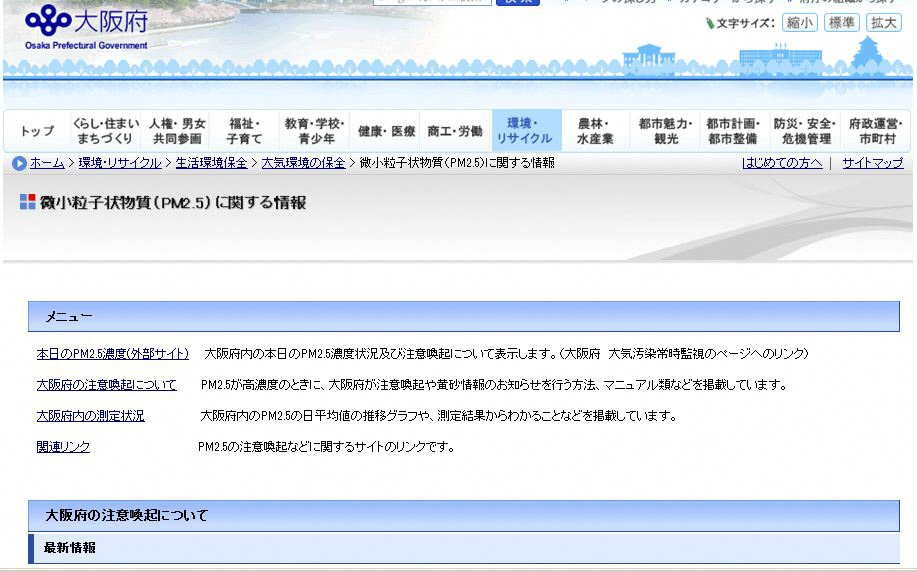 大阪府
Osaka Prefectural Government
文字サイズ: 縮小 標準 拡大
トップ
くらし・住まい
まちづくり
人権・男女
共同参画
福祉・
子育て
教育・学校・
青少年
健康・医療
商工・労働
環境・
リサイクル
農林・
水産業
都市魅力・
観光
都市計画・
都市整備
防災・安全・
危機管理
府政運営・
市町村
ホーム > 環境・リサイクル > 生活環境保全 > 大気環境の保全 > 微小粒子状物質(PM2.5)に関する情報
はじめての方へ | サイトマップ
微小粒子状物質(PM2.5)に関する情報
メニュー
本日のPM2.5濃度(外部サイト) 大阪府内の本日のPM2.5濃度状況及び注意喚起について表示します。(大阪府 大気汚染常時監視のページへのリンク)
大阪府の注意喚起について PM2.5が高濃度のときに、大阪府が注意喚起や黄砂情報のお知らせを行う方法、マニュアル類などを掲載しています。
大阪府内の測定状況 大阪府内のPM2.5の日平均値の推移グラフや、測定結果からわかることなどを掲載しています。
関連リンク PM2.5の注意喚起などに関するサイトのリンクです。
大阪府の注意喚起について
最新情報